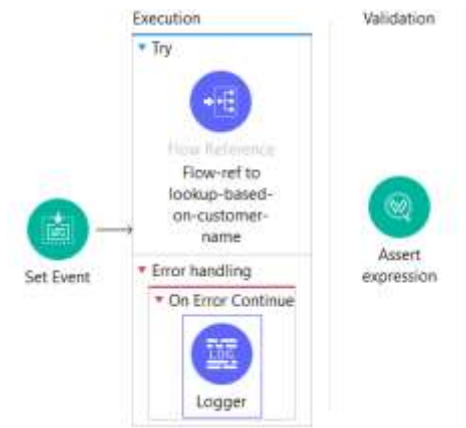 Execution
Validation
Try
Flow Reference
Flow-ref to
lookup-based-
on-customer-
name
Set Event
Assert
expression
Error handling
On Error Continue
LOG
Logger